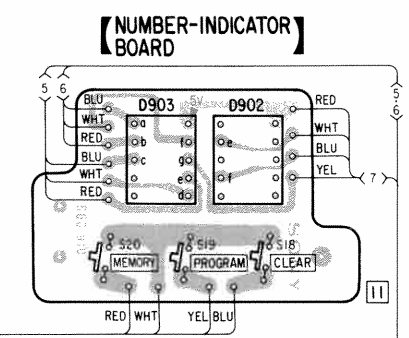 NUMBER-INDICATOR
BOARD
5 6
BLU
WHT
RED
BLU
WHT
RED
D903
5V
D902
a
b
c
f
g
e
d
e
f
RED
WHT
BLU
YEL
5·6
7
S20
MEMORY
S19
PROGRAM
S18
CLEAR
11
RED WHT YEL BLU